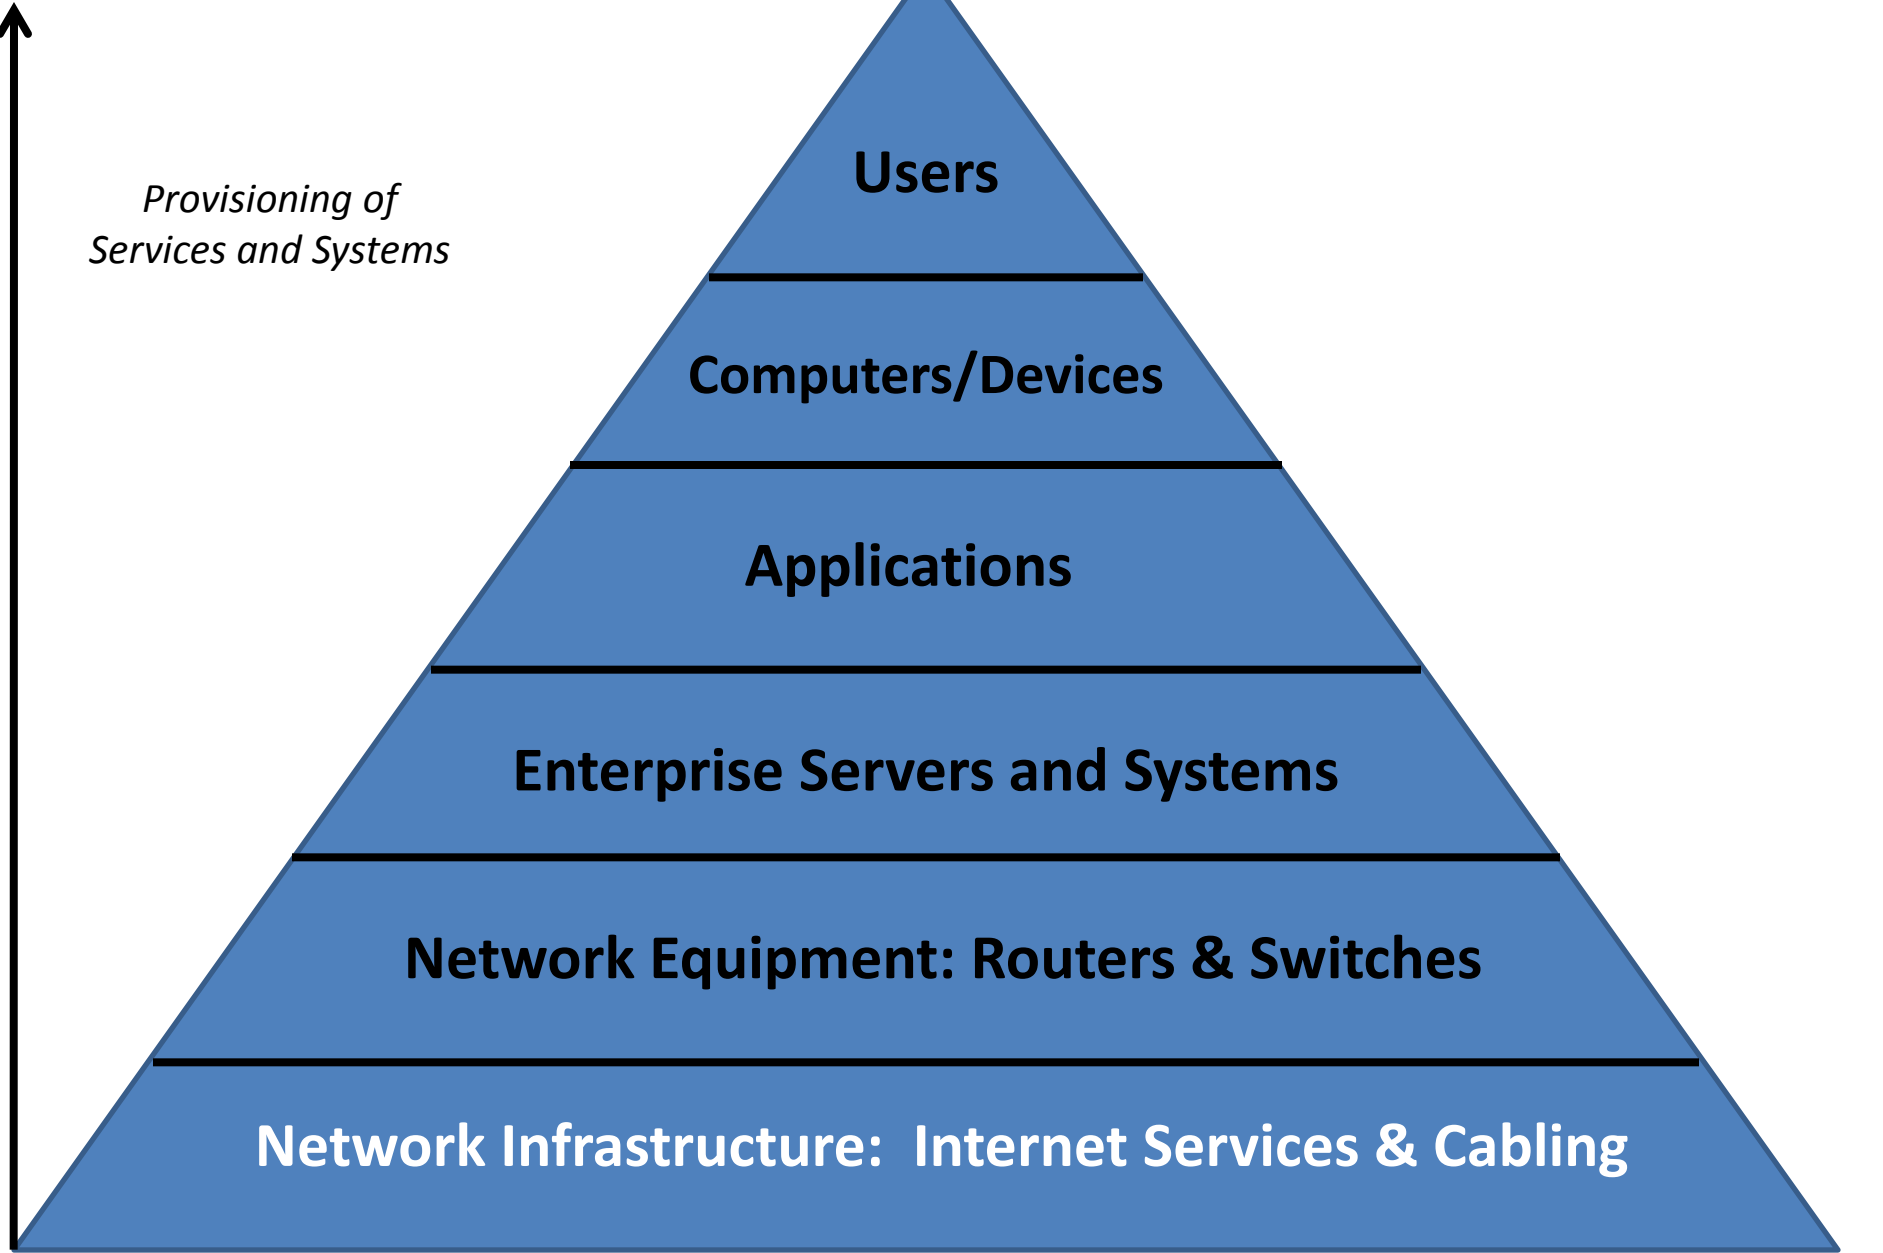 Users
Provisioning of
Services and Systems
Computers/Devices
Applications
Enterprise Servers and Systems
Network Equipment: Routers & Switches
Network Infrastructure:  Internet Services & Cabling